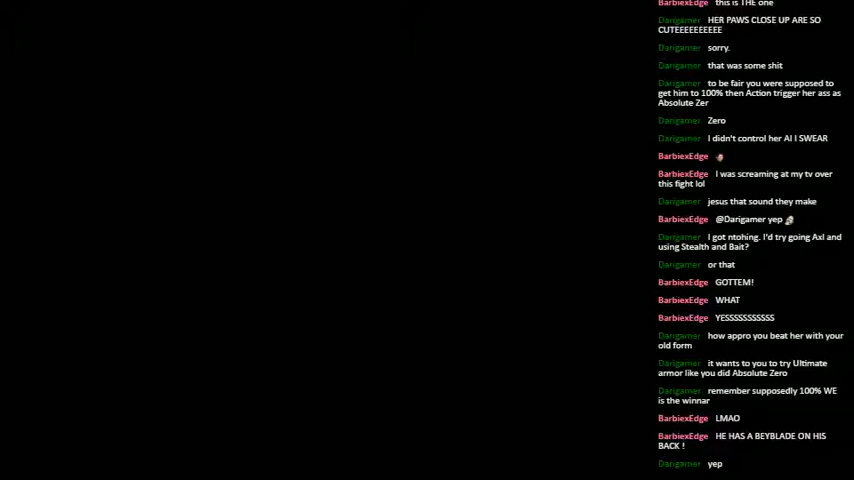 BarbiexEdge this is THE one
Darigamer HER PAWS CLOSE UP ARE SO
CUTEEEEEEEEEE
Darigamer sorry.
Darigamer that was some shit
Darigamer to be fair you were supposed to
get him to 100% then Action trigger her ass as
Absolute Zer
Darigamer Zero
Darigamer I didn't control her AI I SWEAR
BarbiexEdge
BarbiexEdge I was screaming at my tv over
this fight lol
Darigamer jesus that sound they make
BarbiexEdge @Darigamer yep
Darigamer I got ntohing. I'd try going Axl and
using Stealth and Bait?
Darigamer or that
BarbiexEdge GOTTEM!
BarbiexEdge WHAT
BarbiexEdge YESSSSSSSSSSS
Darigamer how appro you beat her with your
old form
Darigamer it wants to you to try Ultimate
armor like you did Absolute Zero
Darigamer remember supposedly 100% WE
is the winnar
BarbiexEdge LMAO
BarbiexEdge HE HAS A BEYBLADE ON HIS
BACK !
Darigamer yep